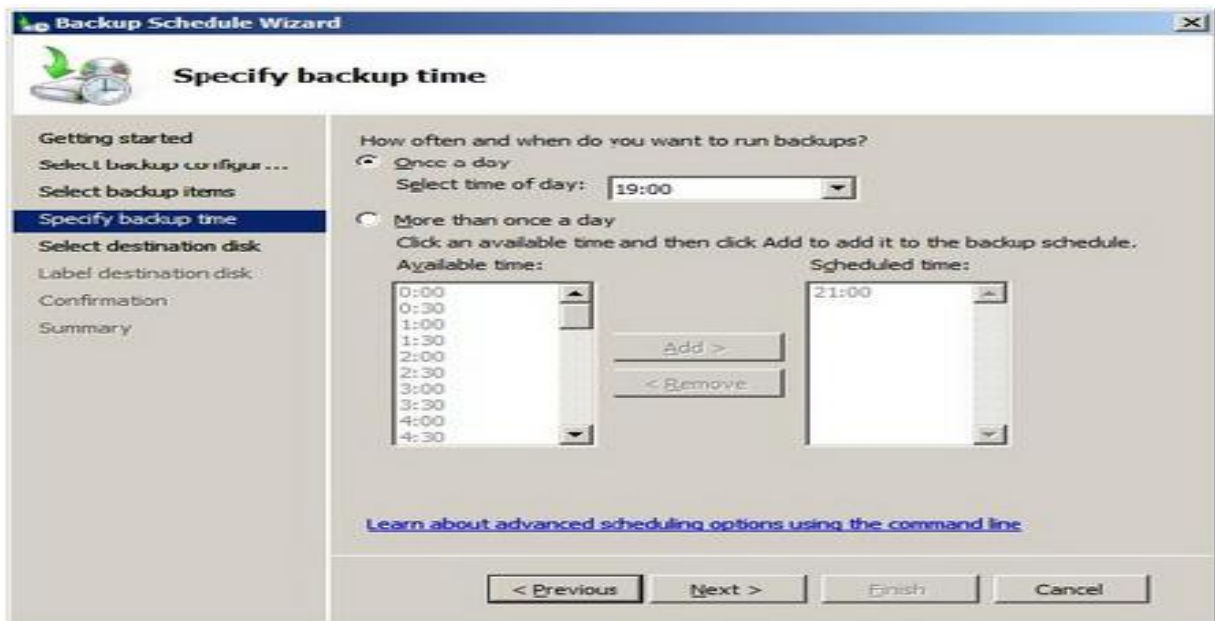 Backup Schedule Wizard
Specify backup time
Getting started
Select backup configur...
Select backup items
Specify backup time
Select destination disk
Label destination disk
Confirmation
Summary
How often and when do you want to run backups?
Once a day
Select time of day: 19:00
More than once a day
Click an available time and then click Add to add it to the backup schedule.
Available time: Scheduled time:
0:00 21:00
0:30
1:00
1:30
2:00
2:30
3:00
3:30
4:00
4:30
Add >
< Remove
Learn about advanced scheduling options using the command line
< Previous Next > Finish Cancel